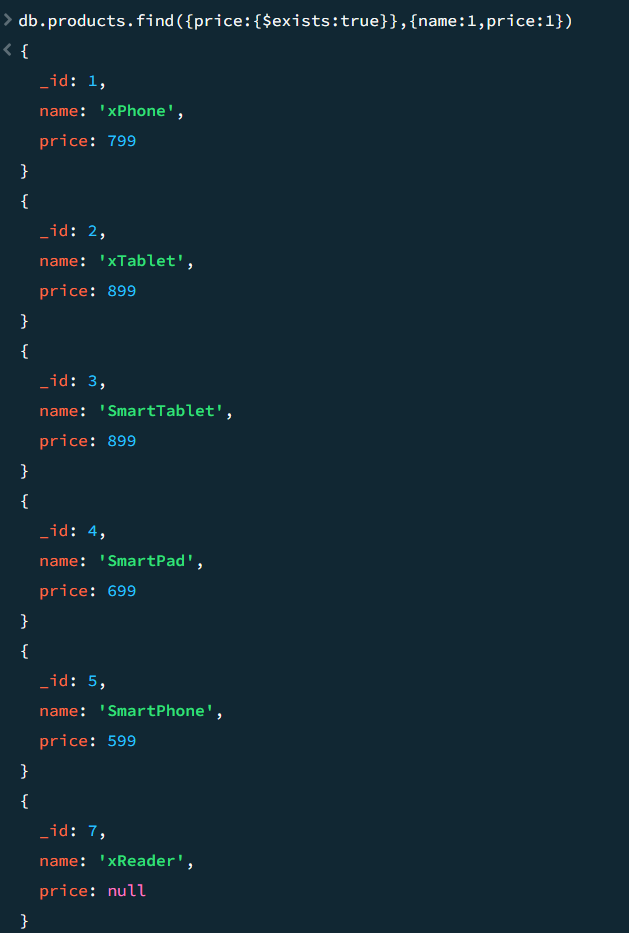 > db.products.find({price:{$exists:true}},{name:1,price:1})
< {
_id: 1,
name: 'xPhone',
price: 799
}
{
_id: 2,
name: 'xTablet',
price: 899
}
{
_id: 3,
name: 'SmartTablet',
price: 899
}
{
_id: 4,
name: 'SmartPad',
price: 699
}
{
_id: 5,
name: 'SmartPhone',
price: 599
}
{
_id: 7,
name: 'xReader',
price: null
}